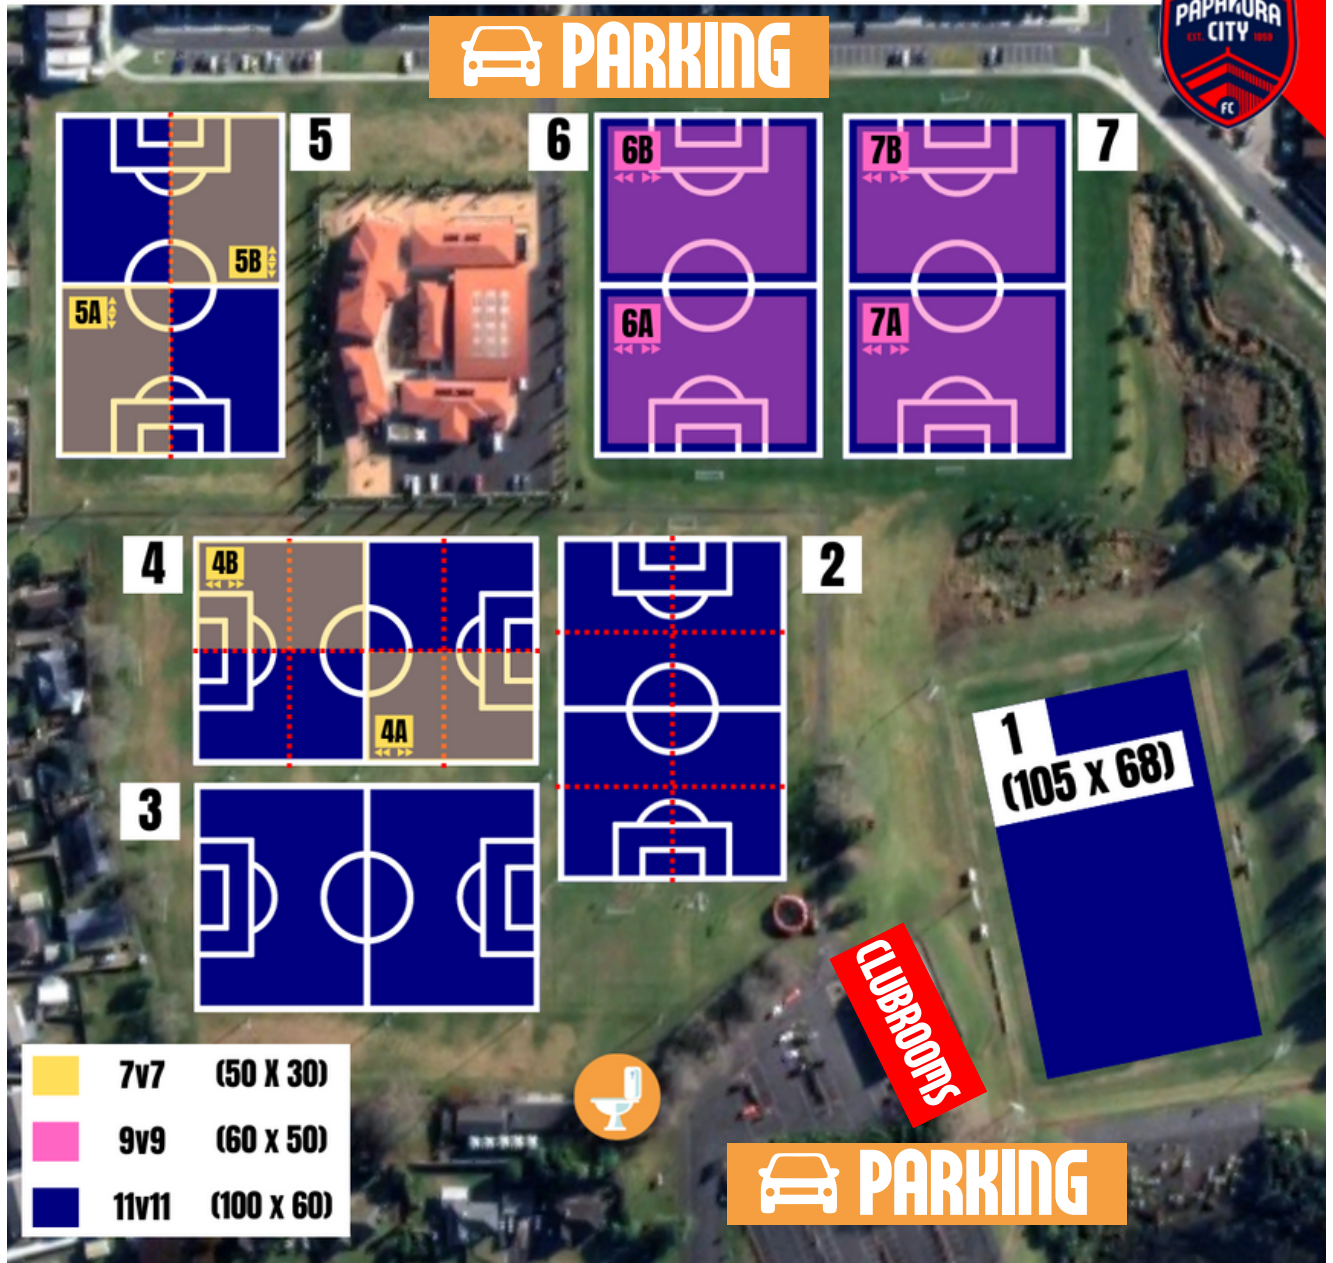 PAPAKURA
CITY
EST. 1959
FC
PARKING
5
6
7
6B
7B
5B
5A
6A
7A
4
4B
2
4A
3
1
(105 x 68)
CLUBROOMS
7v7 (50 X 30)
9v9 (60 x 50)
11v11 (100 x 60)
PARKING